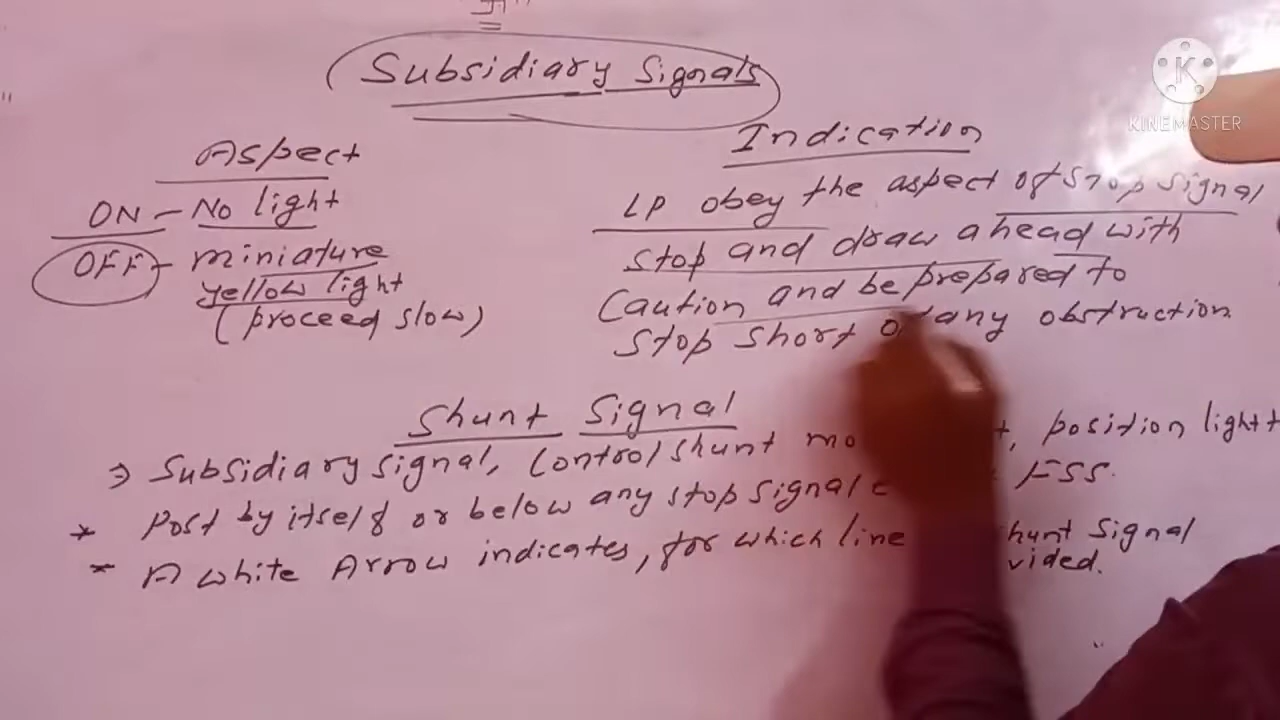 Subsidiary Signals
Aspect
ON - No light
OFF - miniature
yellow light
(proceed slow)
Indication
LP obey the aspect of Stop Signal
Stop and draw ahead with
Caution and be prepared to
Stop short any obstruction.
Shunt Signal
⇒ Subsidiary signal, Control shunt position light
* Post by itself or below any stop signal FSS.
* A white Arrow indicates, for which line Signal
KINEMASTER